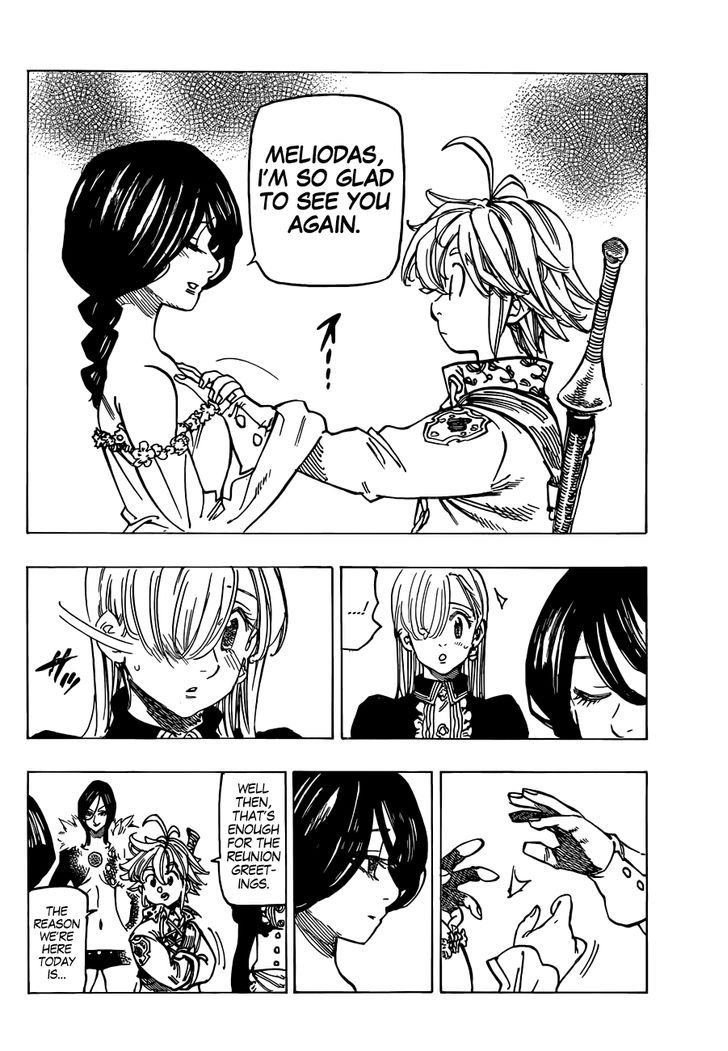 MELIODAS,
I'M SO GLAD
TO SEE YOU
AGAIN.
...
WELL
THEN,
THAT'S
ENOUGH
FOR THE
REUNION
GREET-
INGS.
THE
REASON
WE'RE
HERE
TODAY
IS...